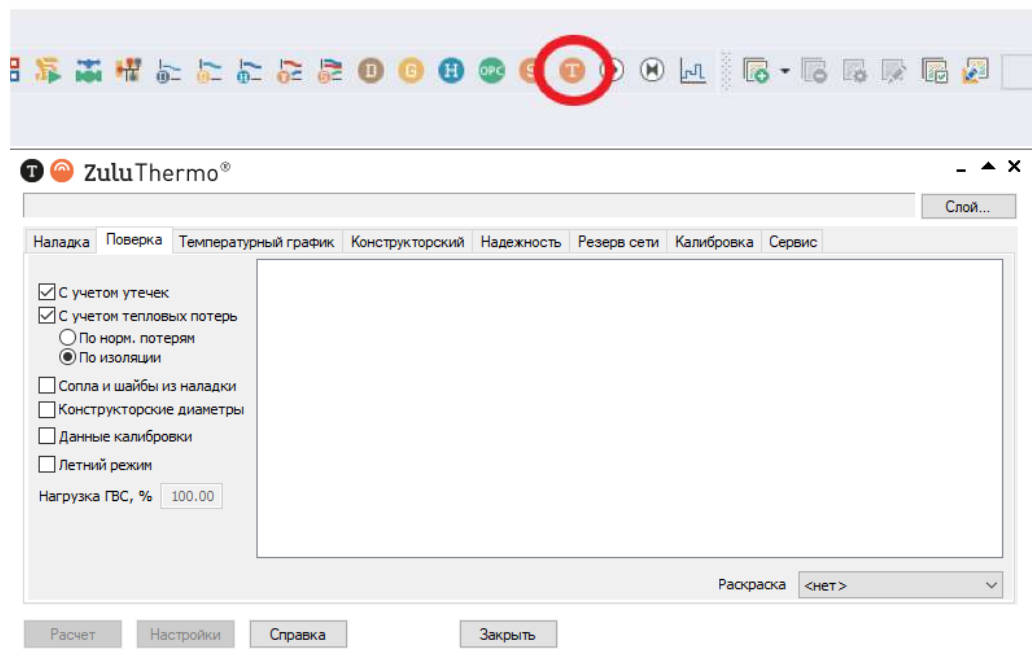 D G H OPC S T
T ZuluThermo®
Слой...
Наладка Поверка Температурный график Конструкторский Надежность Резерв сети Калибровка Сервис
С учетом утечек
С учетом тепловых потерь
По норм. потерям
По изоляции
Сопла и шайбы из наладки
Конструкторские диаметры
Данные калибровки
Летний режим
Нагрузка ГВС, % 100.00
Раскраска <нет>
Расчет Настройки Справка Закрыть